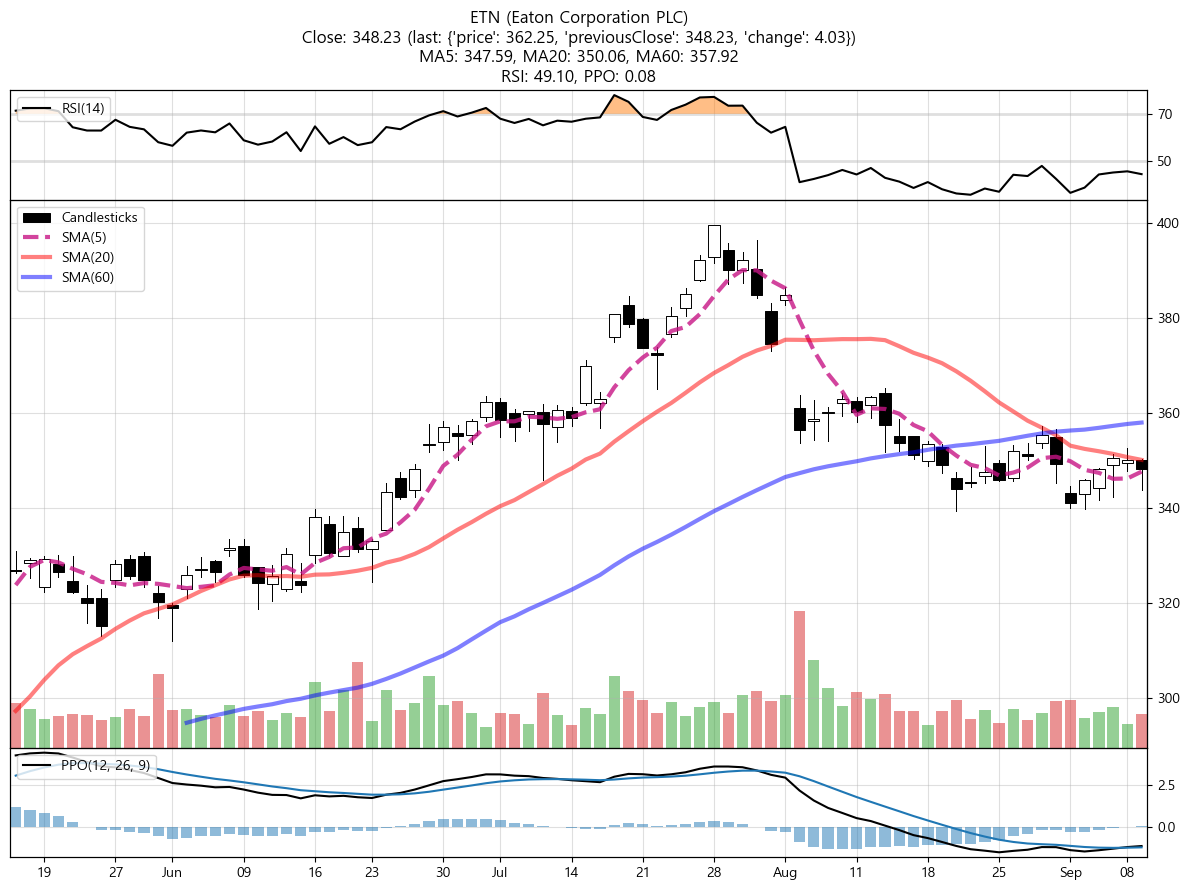 ETN (Eaton Corporation PLC)
Close: 348.23 (last: {'price': 362.25, 'previousClose': 348.23, 'change': 4.03})
MA5: 347.59, MA20: 350.06, MA60: 357.92
RSI: 49.10, PPO: 0.08
RSI(14)
70
50
Candlesticks
SMA(5)
SMA(20)
SMA(60)
400
380
360
340
320
300
PPO(12, 26, 9)
2.5
0.0
19 27 Jun 09 16 23 30 Jul 14 21 28 Aug 11 18 25 Sep 08